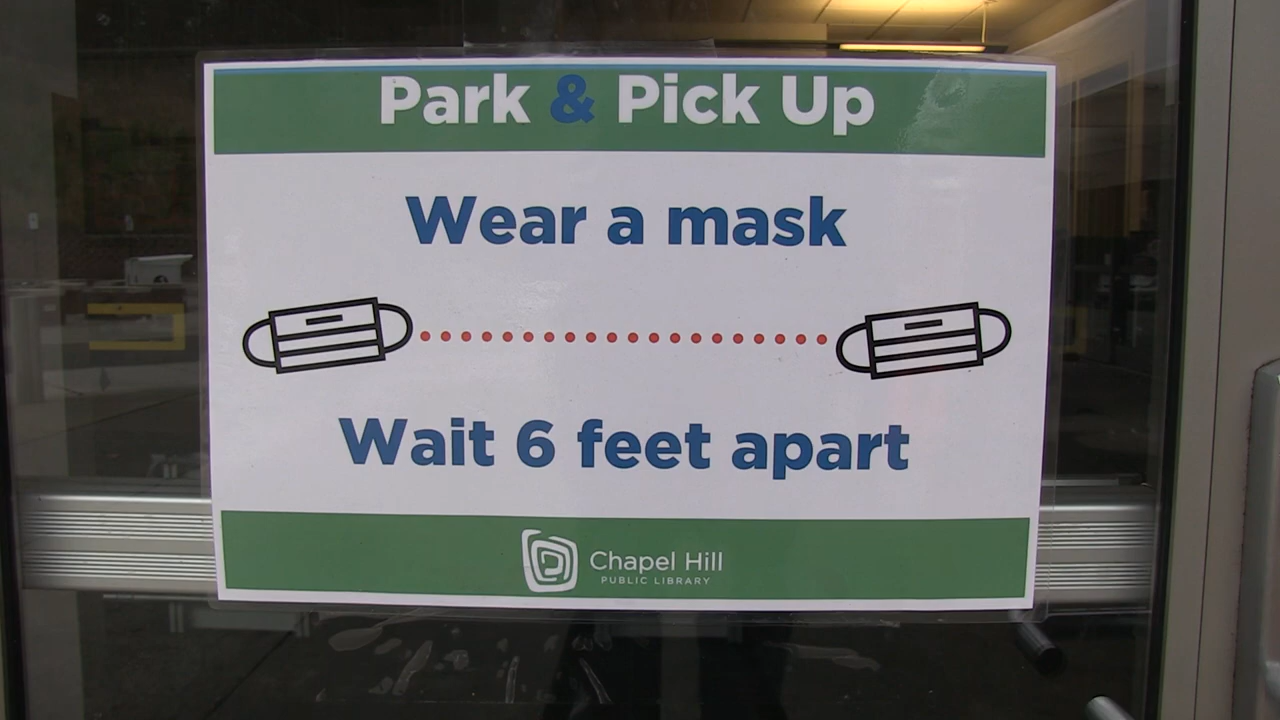 Park & Pick Up
Wear a mask
Wait 6 feet apart
Chapel Hill
PUBLIC LIBRARY